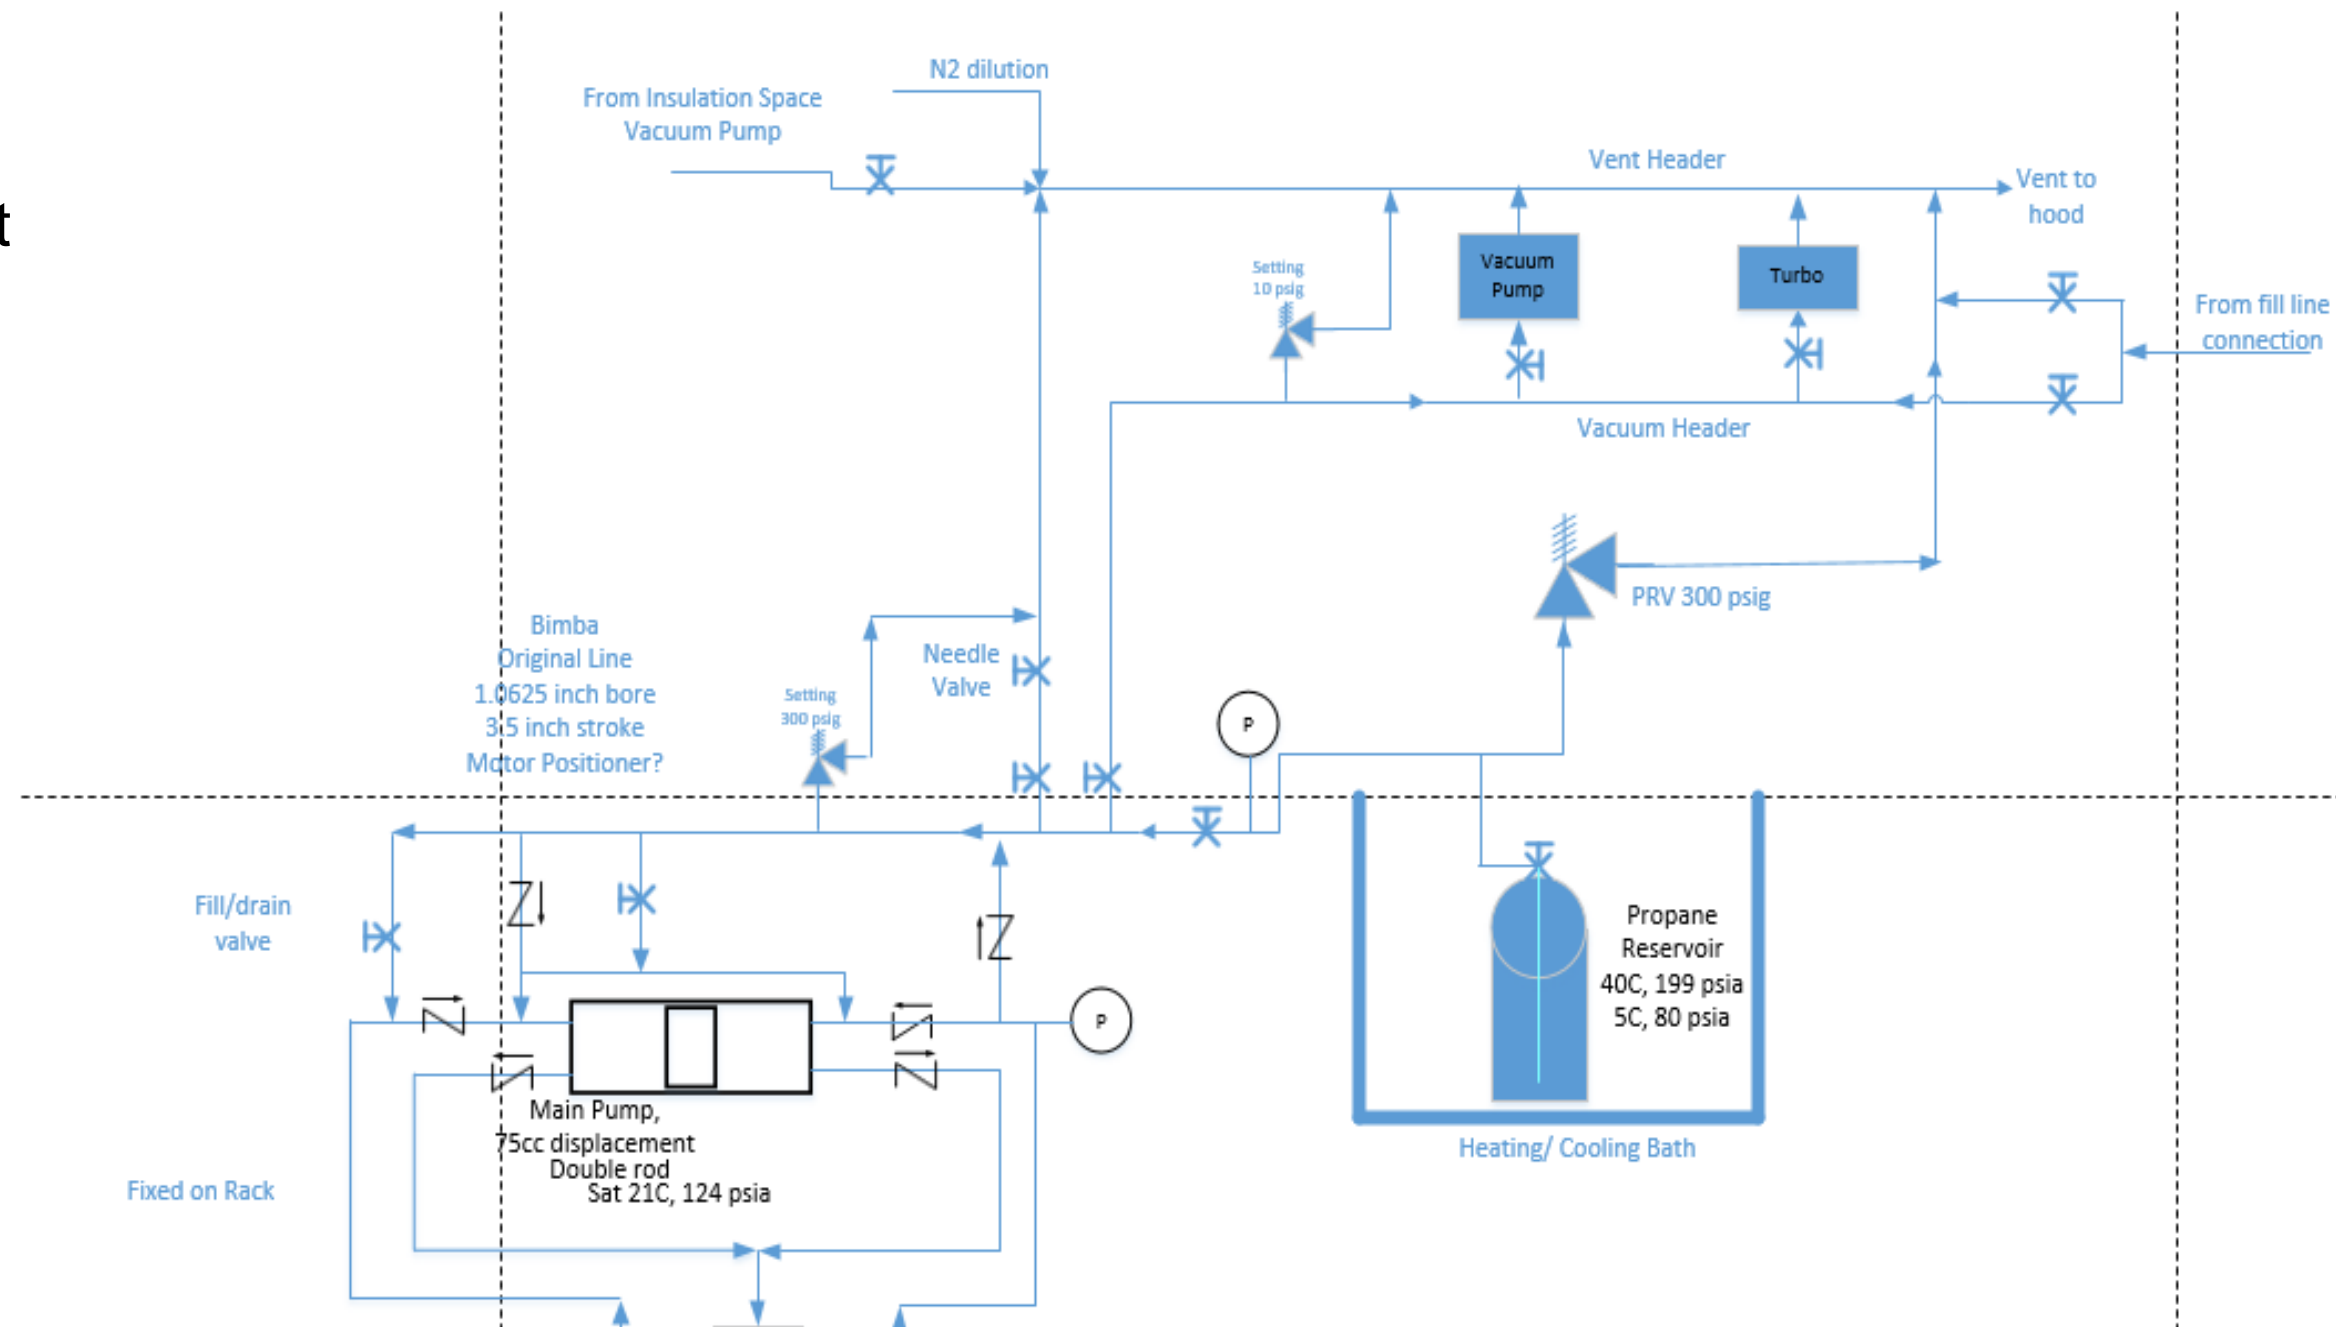 t
N2 dilution
From Insulation Space
Vacuum Pump
Vent Header
Vent to
hood
Setting
10 psig
Vacuum
Pump
Turbo
From fill line
connection
Vacuum Header
PRV 300 psig
Bimba
Original Line
1.0625 inch bore
3.5 inch stroke
Motor Positioner?
Needle
Valve
Setting
300 psig
P
Fill/drain
valve
Propane
Reservoir
40C, 199 psia
5C, 80 psia
P
Main Pump,
75cc displacement
Double rod
Sat 21C, 124 psia
Heating/ Cooling Bath
Fixed on Rack